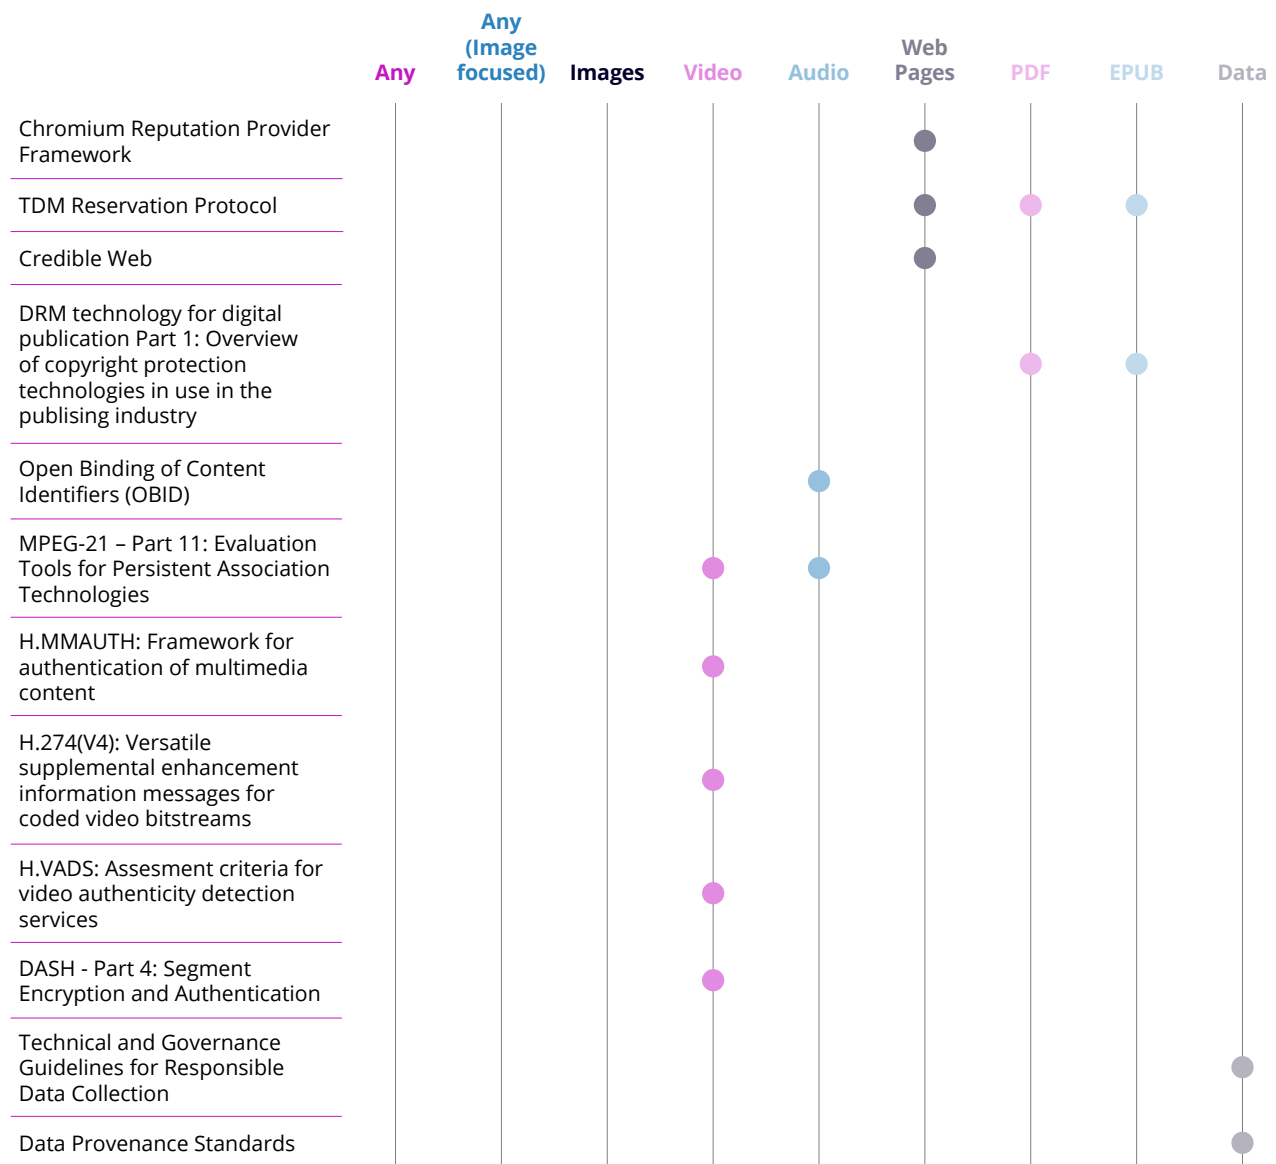 Any
Any
(Image
focused)
Images
Video
Audio
Web
Pages
PDF
EPUB
Data
Chromium Reputation Provider
Framework
TDM Reservation Protocol
Credible Web
DRM technology for digital
publication Part 1: Overview
of copyright protection
technologies in use in the
publising industry
Open Binding of Content
Identifiers (OBID)
MPEG-21 – Part 11: Evaluation
Tools for Persistent Association
Technologies
H.MMAUTH: Framework for
authentication of multimedia
content
H.274(V4): Versatile
supplemental enhancement
information messages for
coded video bitstreams
H.VADS: Assesment criteria for
video authenticity detection
services
DASH - Part 4: Segment
Encryption and Authentication
Technical and Governance
Guidelines for Responsible
Data Collection
Data Provenance Standards